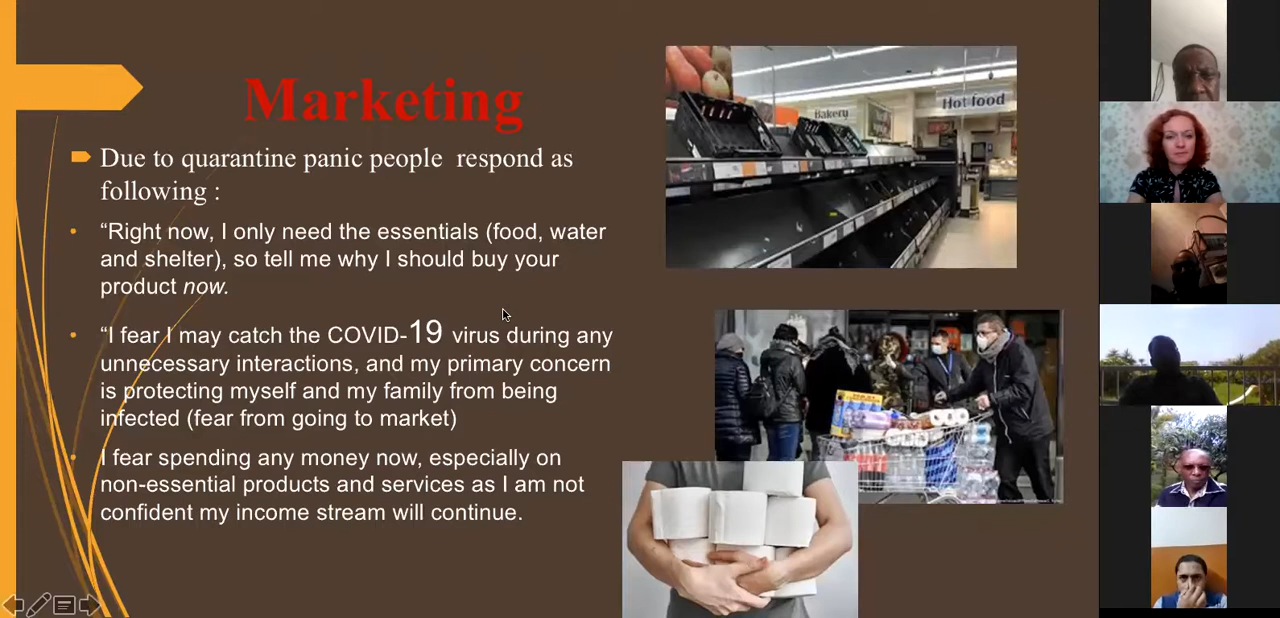 Marketing
Due to quarantine panic people respond as
following :
“Right now, I only need the essentials (food, water
and shelter), so tell me why I should buy your
product now.
“I fear I may catch the COVID-19 virus during any
unnecessary interactions, and my primary concern
is protecting myself and my family from being
infected (fear from going to market)
I fear spending any money now, especially on
non-essential products and services as I am not
confident my income stream will continue.
Bakery
Hot food